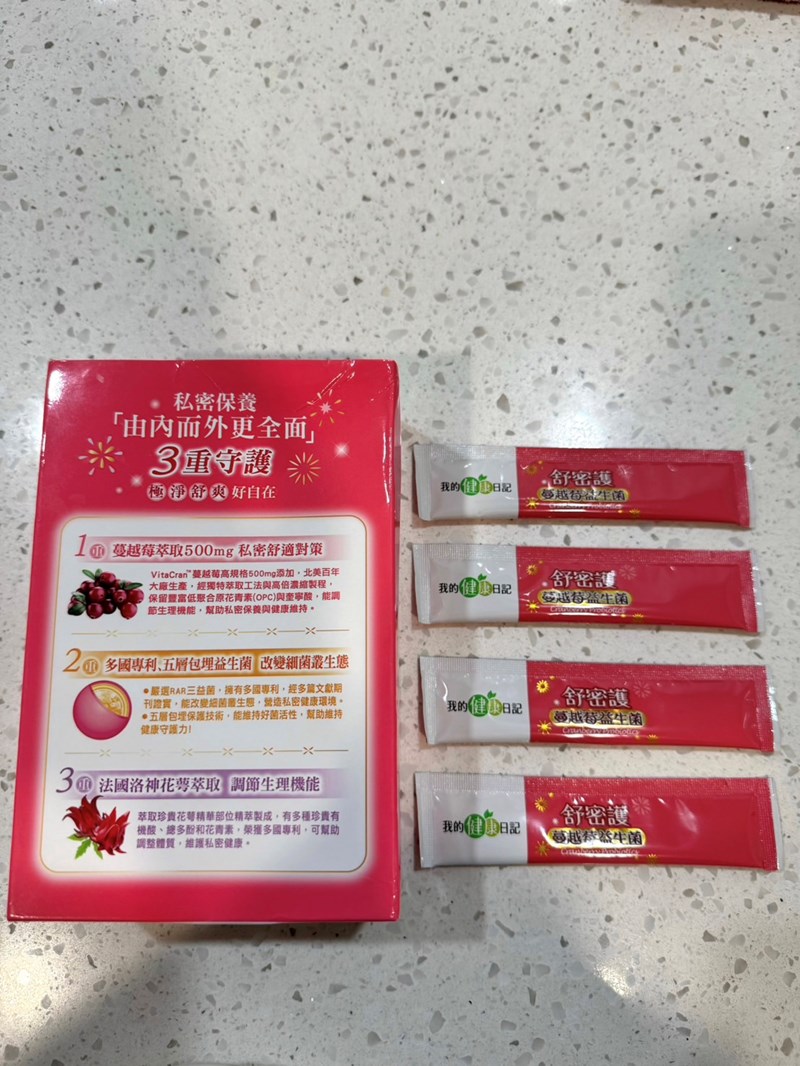 私密保養
「由內而外更全面」
3重守護
極淨舒爽好自在
1重 蔓越莓萃取500mg 私密舒適對策
VitaCran™蔓越莓高規格500mg添加，北美百年
大廠生產，經獨特萃取工法與高倍濃縮製程，
保留豐富低聚合原花青素(OPC)與奎寧酸，能調
節生理機能，幫助私密保養與健康維持。
2重 多國專利、五層包埋益生菌 改變細菌叢生態
●嚴選RAR三益菌，擁有多國專利，經多篇文獻期
刊證實，能改變細菌叢生態，營造私密健康環境。
●五層包埋保護技術，能維持好菌活性，幫助維持
健康守護力!
3重 法國洛神花萼萃取 調節生理機能
萃取珍貴花萼精華部位精萃製成，有多種珍貴有
機酸、總多酚和花青素，榮獲多國專利，可幫助
調整體質，維護私密健康。
我的健康日記
舒密護
蔓越莓益生菌
我的健康日記
舒密護
蔓越莓益生菌
Cranberry Probiotics
我的健康日記
舒密護
蔓越莓益生菌
Cranberry Probiotics
我的健康日記
舒密護
蔓越莓益生菌
Cranberry Probiotics